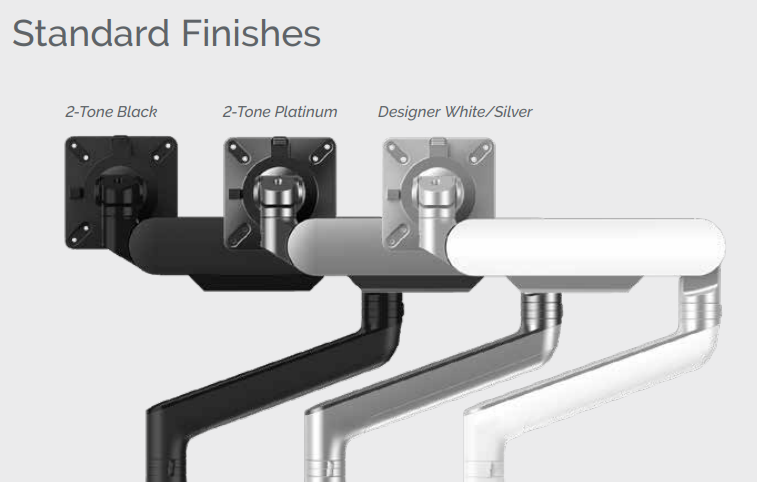 Standard Finishes
2-Tone Black
2-Tone Platinum
Designer White/Silver